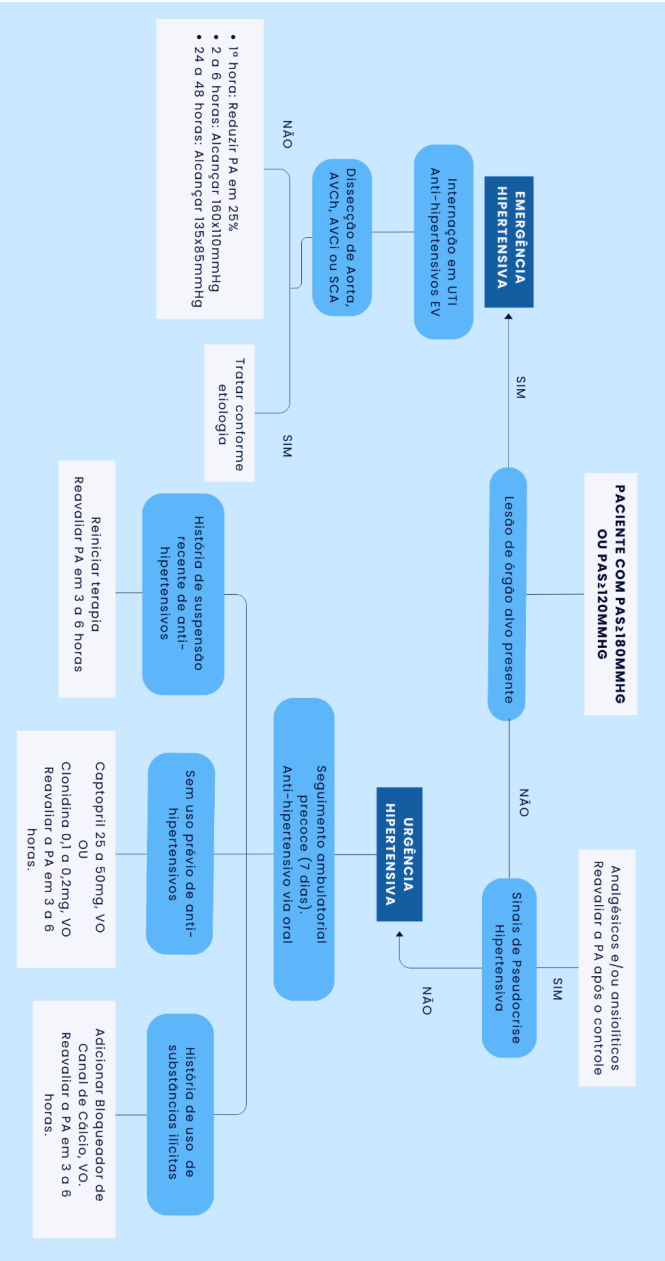 PACIENTE COM PAS≥180MMHG
OU PAS≥120MMHG
Lesão de órgão alvo presente
SIM
NÃO
EMERGÊNCIA
HIPERTENSIVA
Internação em UTI
Anti-hipertensivos EV
Dissecção de Aorta,
AVCh, AVCi ou SCA
NÃO
SIM
• 1ª hora: Reduzir PA em 25%
• 2 a 6 horas: Alcançar 160x110mmHg
• 24 a 48 horas: Alcançar 135x85mmHg
Tratar conforme
etiologia
Analgésicos e/ou ansiolíticos
Reavaliar a PA após o controle
SIM
Sinais de Pseudocrise
Hipertensiva
NÃO
URGÊNCIA
HIPERTENSIVA
Seguimento ambulatorial
precoce (7 dias).
Anti-hipertensivo via oral
História de suspensão
recente de anti-
hipertensivos
Reiniciar terapia
Reavaliar PA em 3 a 6 horas
Sem uso prévio de anti-
hipertensivos
Captopril 25 a 50mg, VO
OU
Clonidina 0,1 a 0,2mg, VO
Reavaliar a PA em 3 a 6
horas.
História de uso de
substâncias ilícitas
Adicionar Bloqueador de
Canal de Cálcio, VO.
Reavaliar a PA em 3 a 6
horas.